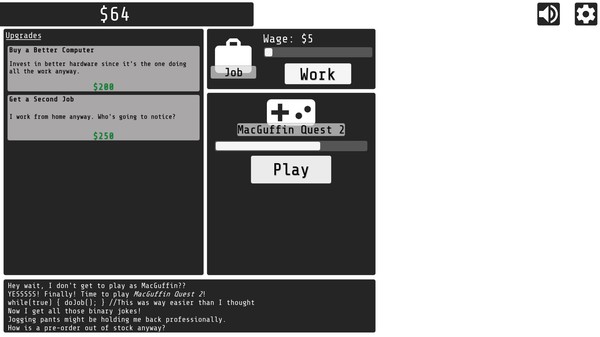 $64
Upgrades
Buy a Better Computer
Invest in better hardware since it's the one doing
all the work anyway.
$200
Get a Second Job
I work from home anyway. Who's going to notice?
$250
Wage: $5
Job
Work
MacGuffin Quest 2
Play
Hey wait, I don't get to play as MacGuffin??
YESSSSS! Finally! Time to play MacGuffin Quest 2!
while(true) { doJob(); } //This was way easier than I thought
Now I get all those binary jokes!
Jogging pants might be holding me back professionally.
How is a pre-order out of stock anyway?